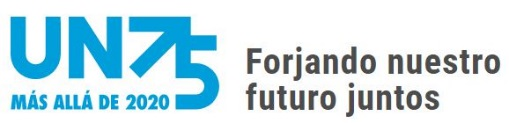 UN75
MÁS ALLÁ DE 2020
Forjando nuestro
futuro juntos